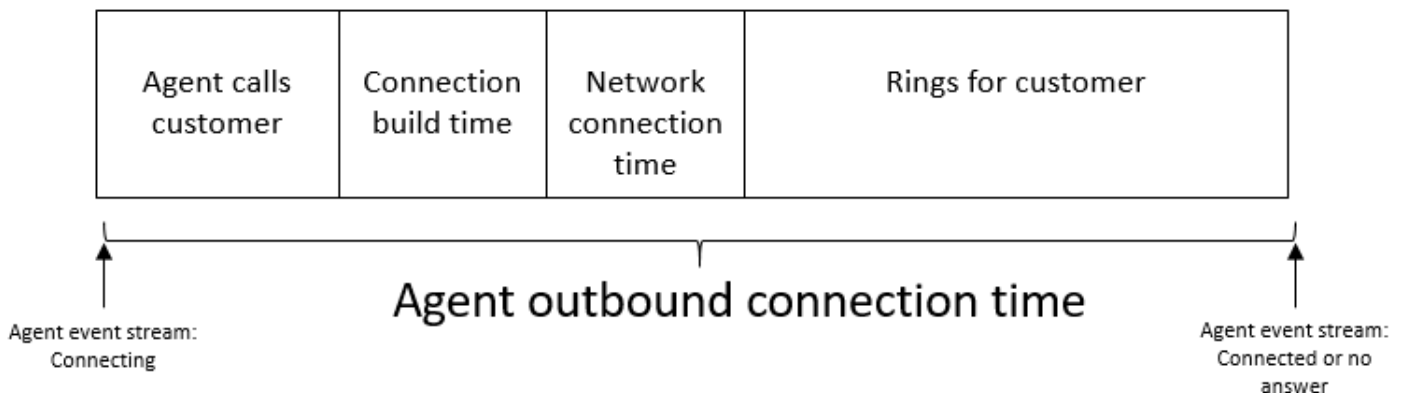 Agent calls
customer
Connection
build time
Network
connection
time
Rings for customer
Agent outbound connection time
Agent event stream:
Connecting
Agent event stream:
Connected or no
answer